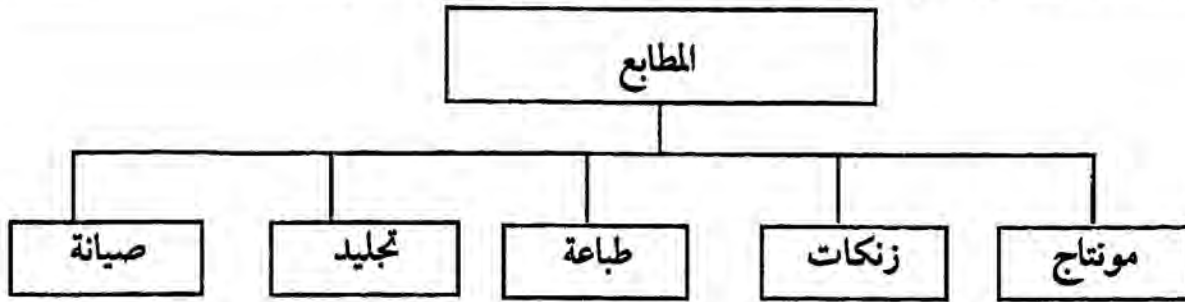 المطابع
مونتاج
زنكات
طباعة
تجليد
صيانة